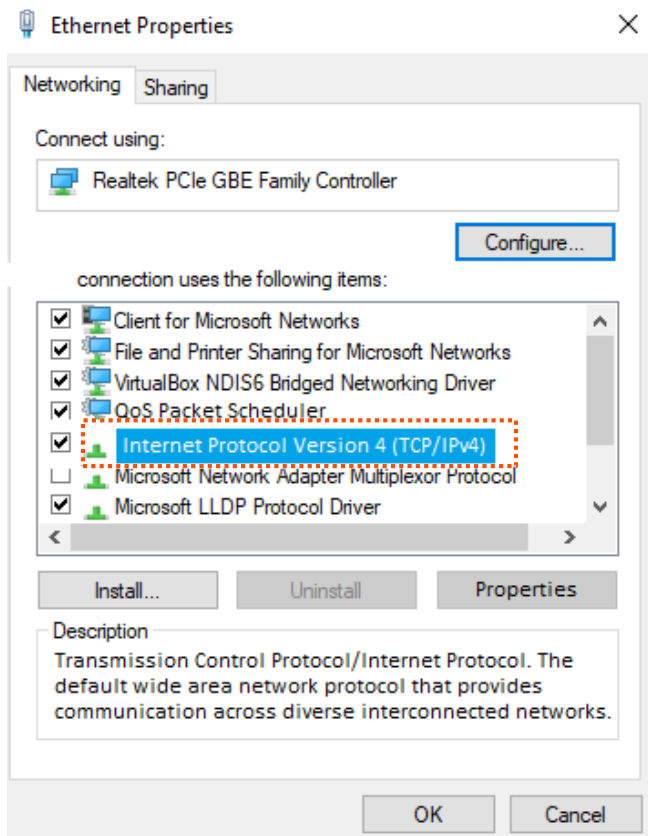 Ethernet Properties
Networking
Sharing
Connect using:
Realtek PCIe GBE Family Controller
Configure...
connection uses the following items:
Client for Microsoft Networks
File and Printer Sharing for Microsoft Networks
VirtualBox NDIS6 Bridged Networking Driver
QoS Packet Scheduler
Internet Protocol Version 4 (TCP/IPv4)
Microsoft Network Adapter Multiplexor Protocol
Microsoft LLDP Protocol Driver
Install...
Uninstall
Properties
Description
Transmission Control Protocol/Internet Protocol. The
default wide area network protocol that provides
communication across diverse interconnected networks.
OK
Cancel